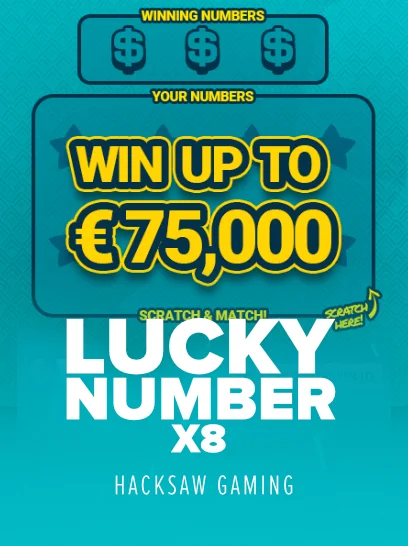 WINNING NUMBERS
$ $ $
YOUR NUMBERS
WIN UP TO
€75,000
SCRATCH & MATCH!
SCRATCH
HERE!
LUCKY
NUMBER
X8
HACKSAW GAMING